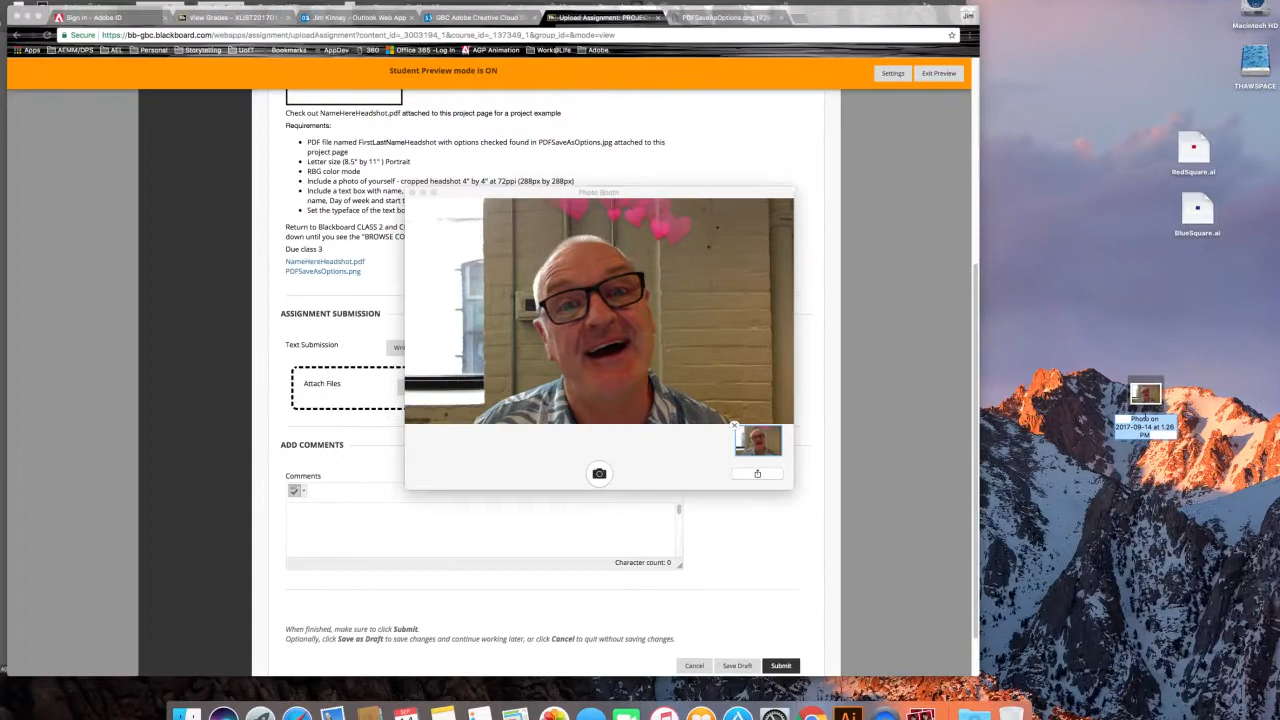 Sign in - Adobe ID
View Grades – XLIST201701
Jim Kinney - Outlook Web App
GBC Adobe Creative Cloud S
Upload Assignment: PROJEC
PDFSaveAsOptions.png
Jim
Secure
https://bb-gbc.blackboard.com/webapps/assignment/uploadAssignment?content_id=_3003194_1&course_id=_137349_1&group_id=&mode=view
Apps
AEMM/DPS
AEL
Personal
Storytelling
UofT
Bookmarks
AppDev
360
Office 365 -Log In
AGP Animation
Work@Life
Adobe
Student Preview mode is ON
Settings
Exit Preview
Check out NameHereHeadshot.pdf attached to this project page for a project example
Requirements:
PDF file named FirstLastNameHeadshot with options checked found in PDFSaveAsOptions.jpg attached to this
project page
Letter size (8.5" by 11" ) Portrait
RBG color mode
Include a photo of yourself - cropped headshot 4" by 4" at 72ppi (288px by 288px)
Include a text box with name,
name, Day of week and start t
Set the typeface of the text bo
Return to Blackboard CLASS 2 and C
down until you see the "BROWSE CO
Due class 3
NameHereHeadshot.pdf
PDFSaveAsOptions.png
ASSIGNMENT SUBMISSION
Text Submission
Wri
Attach Files
ADD COMMENTS
Comments
Character count: 0
When finished, make sure to click Submit.
Optionally, click Save as Draft to save changes and continue working later, or click Cancel to quit without saving changes.
Cancel
Save Draft
Submit
Photo Booth
Macintosh HD
THAWSPACE
RedSquare.ai
BlueSquare.ai
Photo on
2017-09-14 at 1.26
PM
SEP
Ai